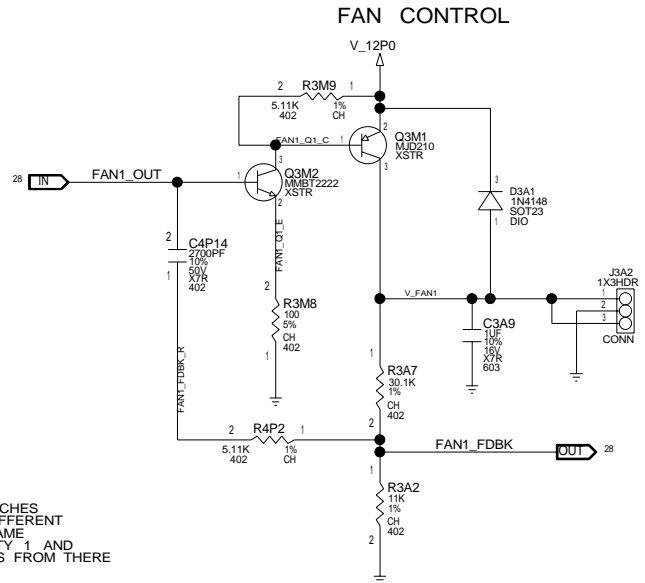 FAN CONTROL
V_12P0
2 R3M9 1
5.11K 1%
402 CH
FAN1_Q1_C
1
2
Q3M1
MJD210
XSTR
3
28 IN FAN1_OUT
1
3
Q3M2
MMBT2222
XSTR
2
FAN1_Q1_E
3
D3A1
1N4148
SOT23
DIO
1
2
C4P14
2700PF
10%
50V
X7R
402
1
FAN1_FDBK_R
2
R3M8
100
5%
CH
402
1
V_FAN1
C3A9
1UF
10%
16V
X7R
603
J3A2
1X3HDR
1
2
3
CONN
1
R3A7
30.1K
1%
CH
402
2
2 R4P2 1
5.11K 1%
402 CH
FAN1_FDBK OUT 28
1
R3A2
11K
1%
CH
402
2
CHES
FFERENT
AME
TY 1 AND
S FROM THERE